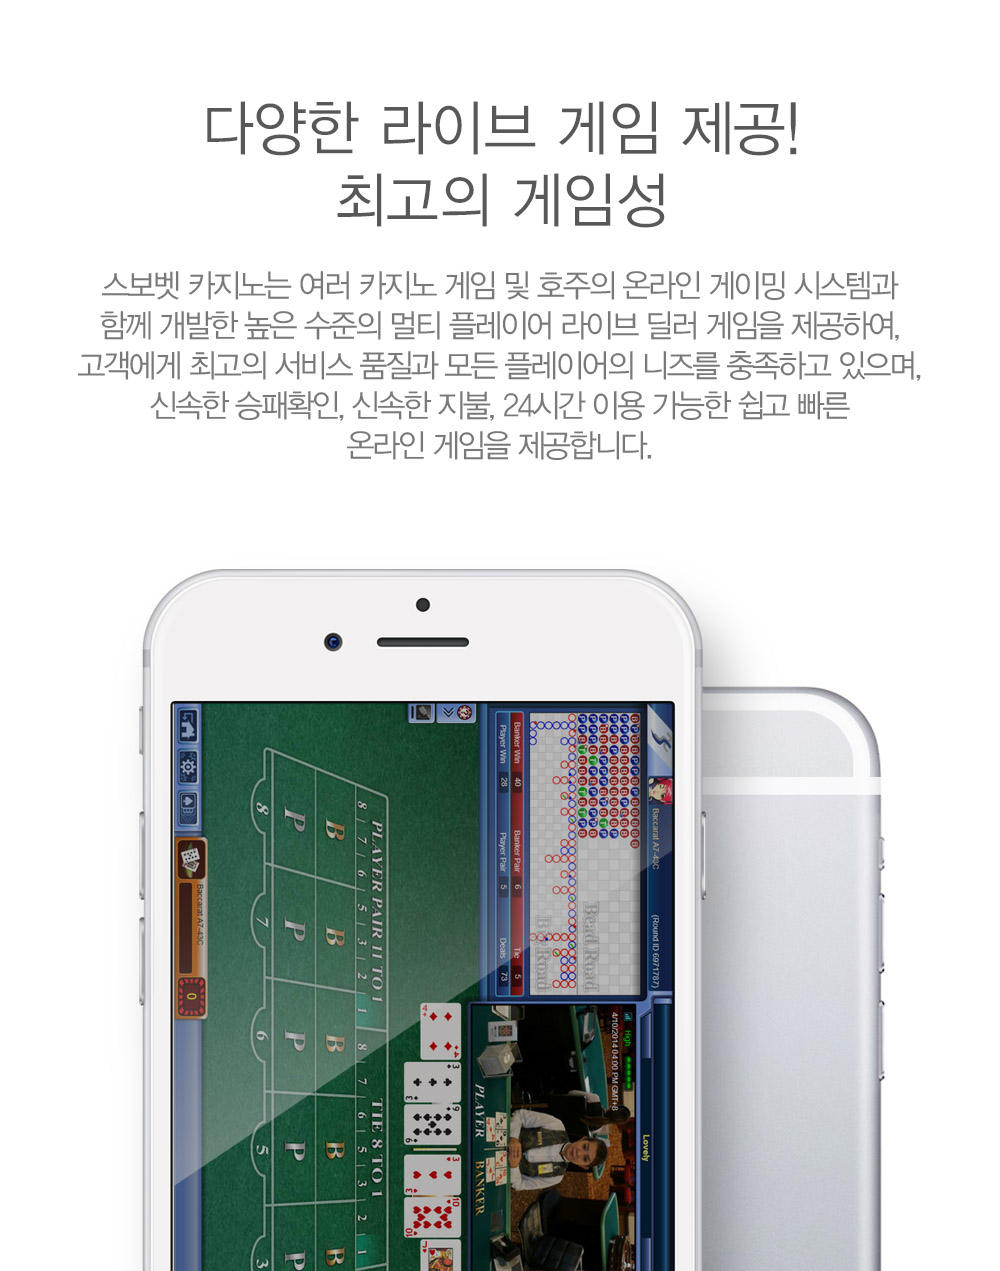 다양한 라이브 게임 제공!
최고의 게임성
스보벳 카지노는 여러 카지노 게임 및 호주의 온라인 게이밍 시스템과
함께 개발한 높은 수준의 멀티 플레이어 라이브 딜러 게임을 제공하여,
고객에게 최고의 서비스 품질과 모든 플레이어의 니즈를 충족하고 있으며,
신속한 승패확인, 신속한 지불, 24시간 이용 가능한 쉽고 빠른
온라인 게임을 제공합니다.
Baccarat A7-43C (Round ID 6971787)
Bead Road
Big Road
Banker Win 40 Banker Pair 6 Tie 5
Player Win 28 Player Pair 5 Deals 73
Lovely
High
4/10/2014 04:00 PM GMT+8
PLAYER BANKER
PLAYER PAIR 11 TO 1 TIE 8 TO 1
8 7 6 5 3 2 1 8 7 6 5 3 2 1
B B B B B
P P P P P
8 7 6 5 3
Baccarat A7-43C
0